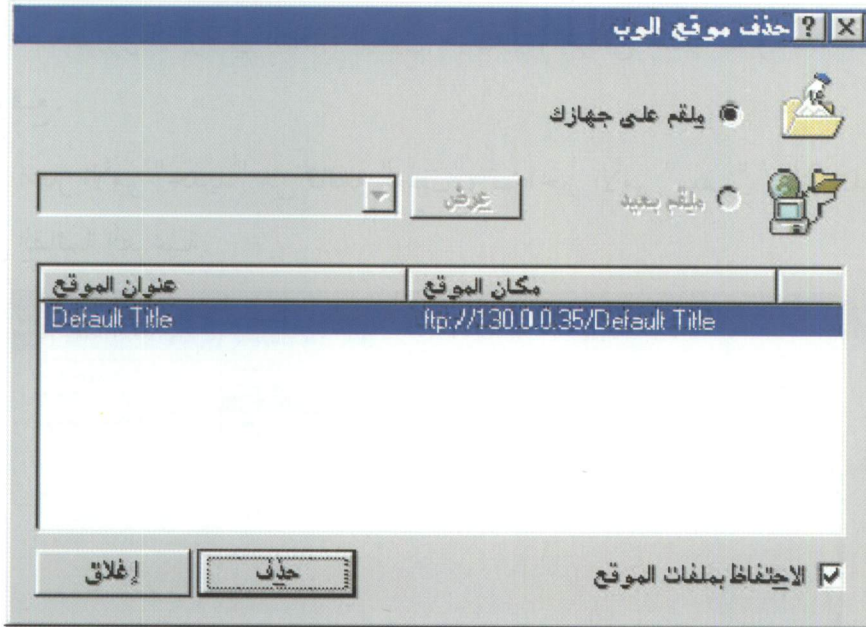 حذف موقع الوب
ملقم على جهازك
ملقم بعيد عرض
مكان الموقع عنوان الموقع
ftp://130.0.0.35/Default Title Default Title
الاحتفاظ بملفات الموقع حذف إغلاق